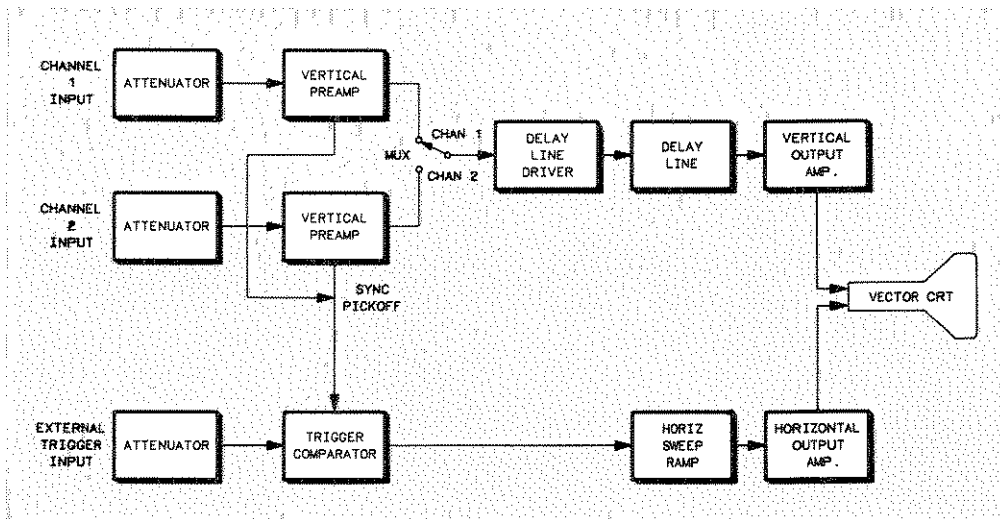 CHANNEL
1
INPUT
ATTENUATOR
VERTICAL
PREAMP
CHAN 1
MUX
CHAN 2
DELAY
LINE
DRIVER
DELAY
LINE
VERTICAL
OUTPUT
AMP.
CHANNEL
2
INPUT
ATTENUATOR
VERTICAL
PREAMP
SYNC
PICKOFF
VECTOR CRT
EXTERNAL
TRIGGER
INPUT
ATTENUATOR
TRIGGER
COMPARATOR
HORIZ
SWEEP
RAMP
HORIZONTAL
OUTPUT
AMP.